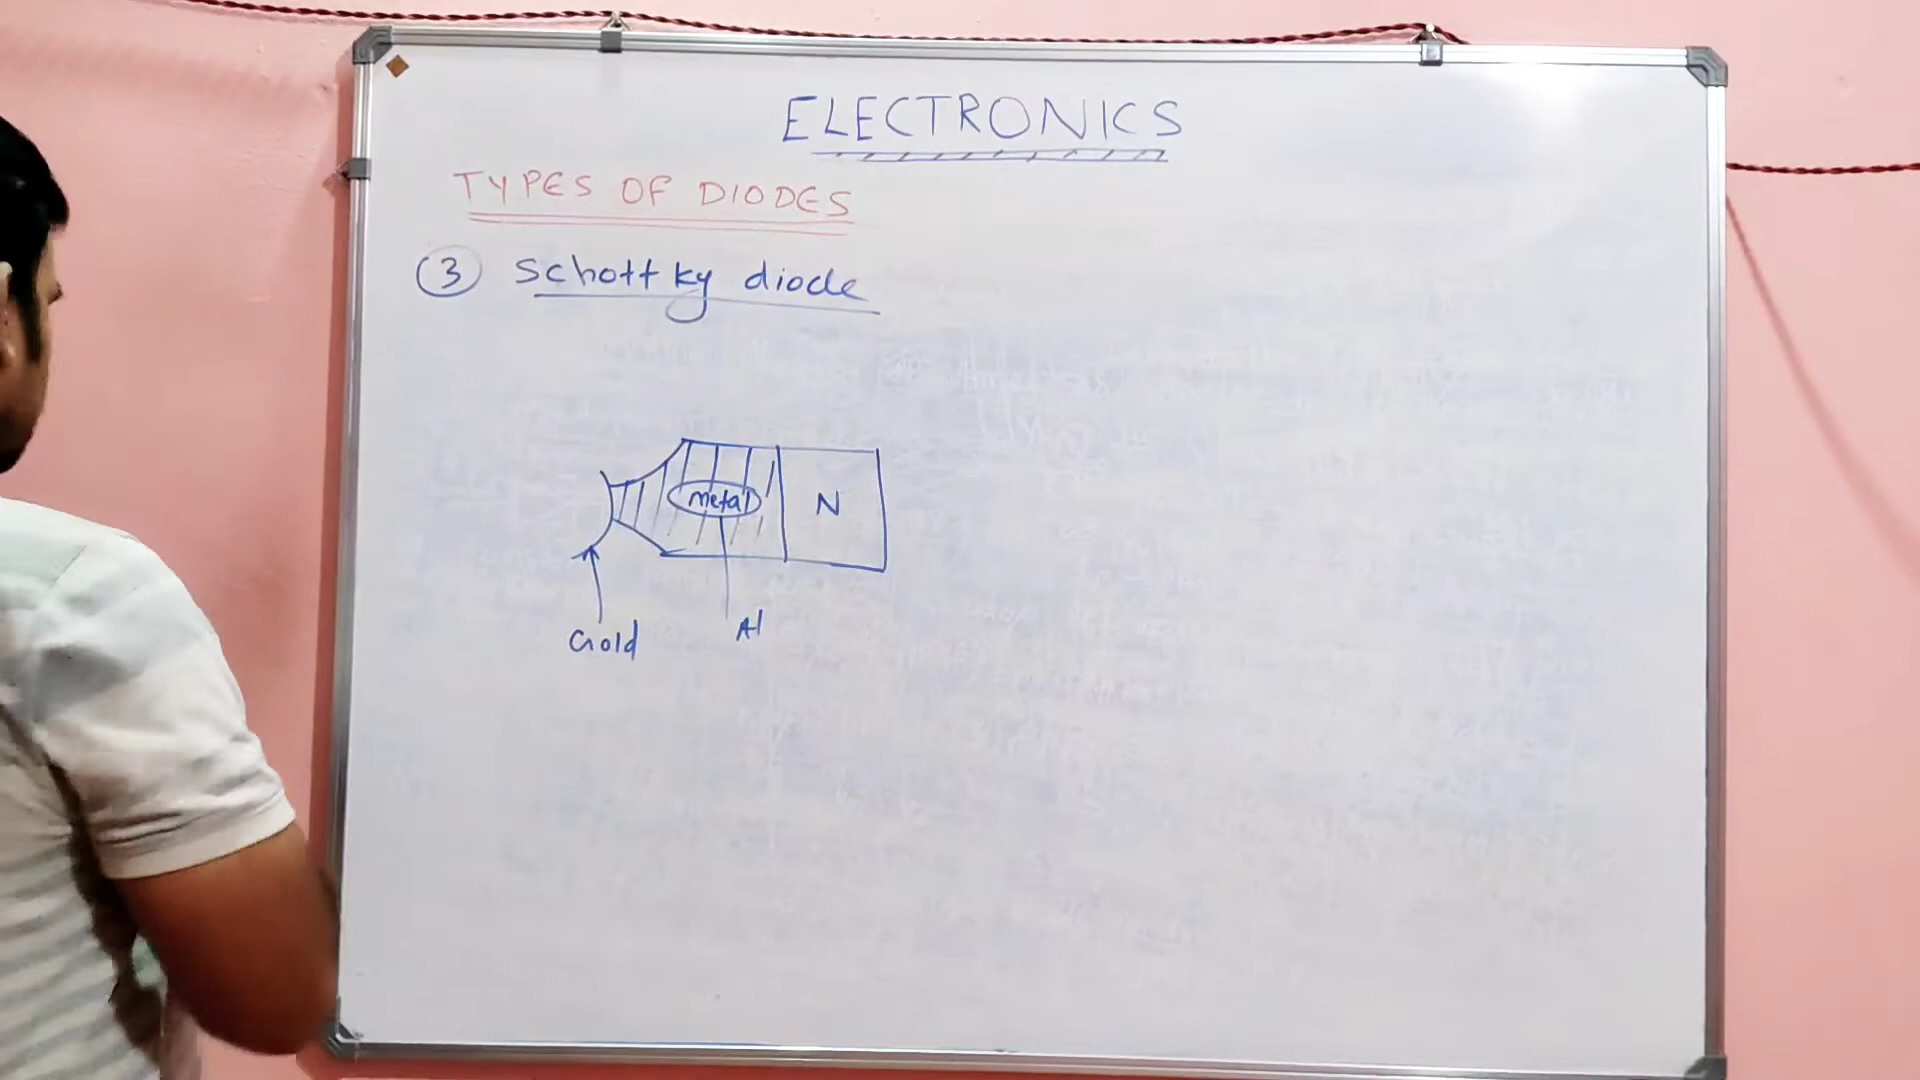 ELECTRONICS
TYPES OF DIODES
3 Schottky diode
metal N
Gold Al